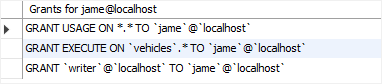 Grants for jame@localhost
GRANT USAGE ON *.* TO `jame`@`localhost`
GRANT EXECUTE ON `vehicles`.* TO `jame`@`localhost`
GRANT `writer`@`localhost` TO `jame`@`localhost`